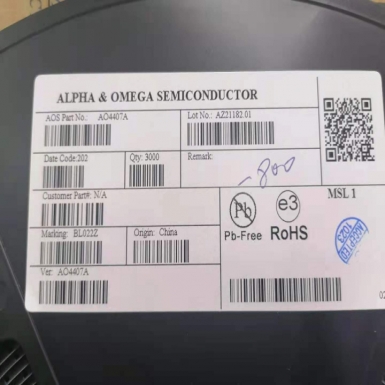 ALPHA & OMEGA SEMICONDUCTOR
AOS Part No.: AO4407A
Lot No.: AZ21182.01
Date Code:202
Qty: 3000
Remark:
-800
Customer Part#: N/A
MSL 1
Pb
e3
Pb-Free RoHS
Marking: BL022Z
Origin: China
Ver: AO4407A